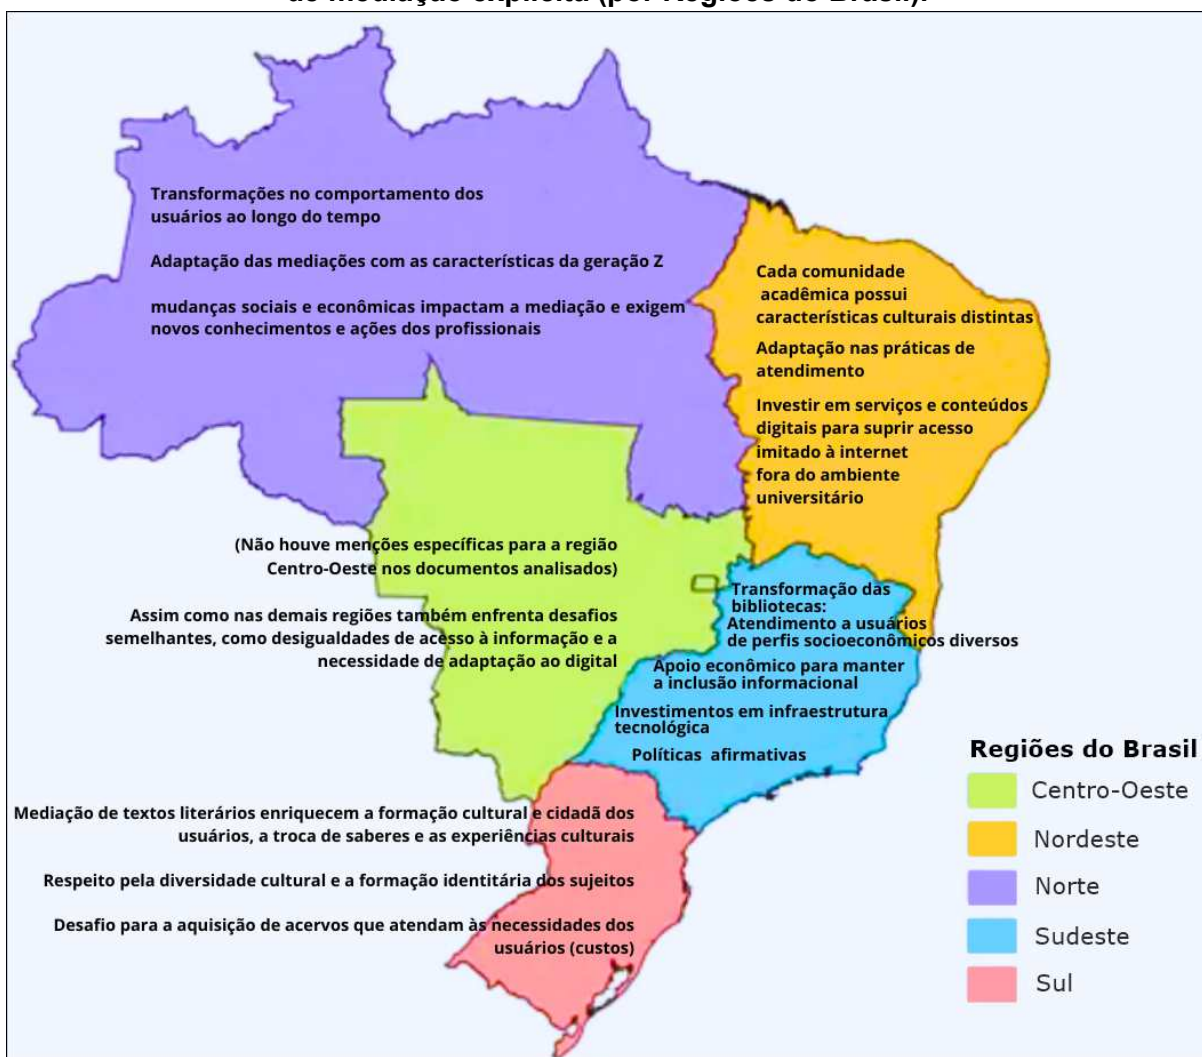 de mediação explícita (por Regiões do Brasil).
Transformações no comportamento dos
usuários ao longo do tempo
Adaptação das mediações com as características da geração Z
mudanças sociais e econômicas impactam a mediação e exigem
novos conhecimentos e ações dos profissionais
Cada comunidade
acadêmica possui
características culturais distintas
Adaptação nas práticas de
atendimento
Investir em serviços e conteúdos
digitais para suprir acesso
imitado à internet
fora do ambiente
universitário
(Não houve menções específicas para a região
Centro-Oeste nos documentos analisados)
Assim como nas demais regiões também enfrenta desafios
semelhantes, como desigualdades de acesso à informação e a
necessidade de adaptação ao digital
Transformação das
bibliotecas:
Atendimento a usuários
de perfis socioeconômicos diversos
Apoio econômico para manter
a inclusão informacional
Investimentos em infraestrutura
tecnológica
Políticas afirmativas
Mediação de textos literários enriquecem a formação cultural e cidadã dos
usuários, a troca de saberes e as experiências culturais
Respeito pela diversidade cultural e a formação identitária dos sujeitos
Desafio para a aquisição de acervos que atendam às necessidades dos
usuários (custos)
Regiões do Brasil
Centro-Oeste
Nordeste
Norte
Sudeste
Sul